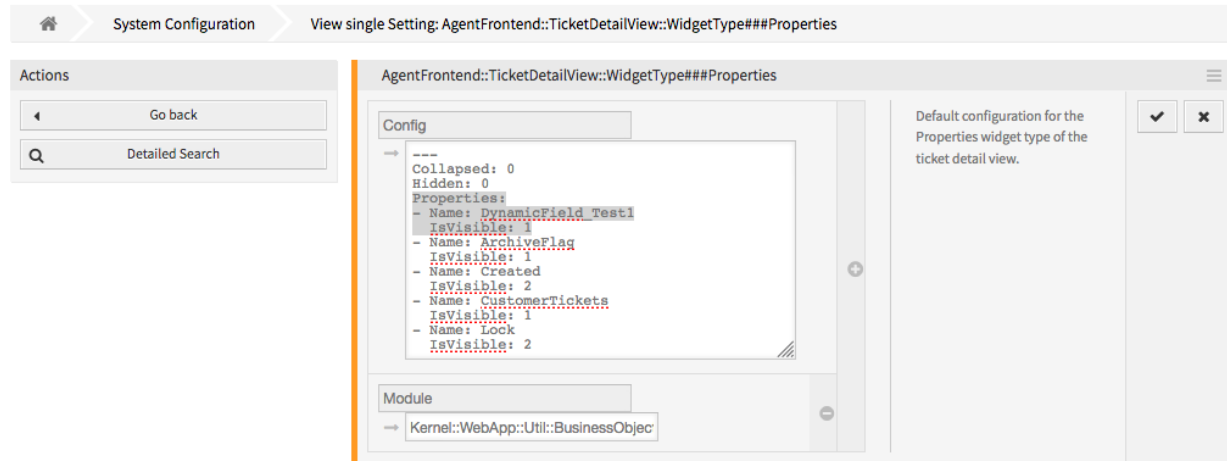 System Configuration
View single Setting: AgentFrontend::TicketDetailView::WidgetType###Properties
Actions
Go back
Detailed Search
AgentFrontend::TicketDetailView::WidgetType###Properties
Config
---
Collapsed: 0
Hidden: 0
Properties:
- Name: DynamicField_Test1
IsVisible: 1
- Name: ArchiveFlag
IsVisible: 1
- Name: Created
IsVisible: 2
- Name: CustomerTickets
IsVisible: 1
- Name: Lock
IsVisible: 2
Module
Kernel::WebApp::Util::BusinessObjec
Default configuration for the
Properties widget type of the
ticket detail view.